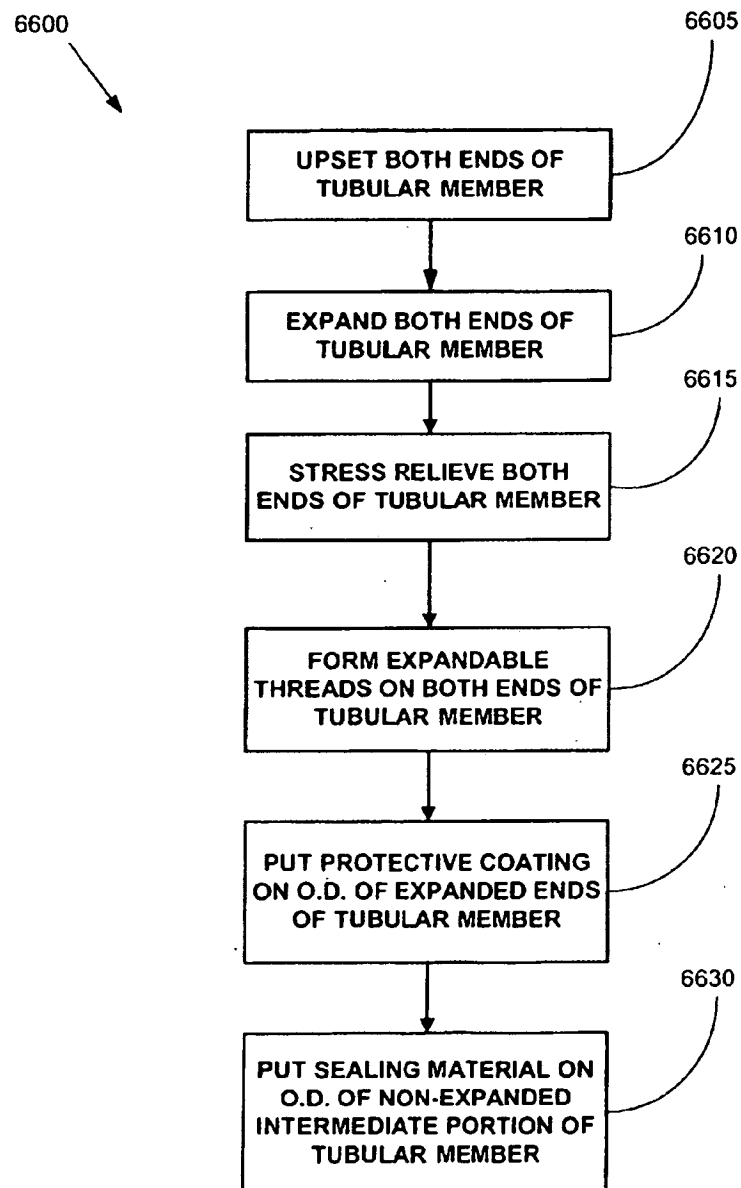 6600
6605
UPSET BOTH ENDS OF
TUBULAR MEMBER
6610
EXPAND BOTH ENDS OF
TUBULAR MEMBER
6615
STRESS RELIEVE BOTH
ENDS OF TUBULAR MEMBER
6620
FORM EXPANDABLE
THREADS ON BOTH ENDS OF
TUBULAR MEMBER
6625
PUT PROTECTIVE COATING
ON O.D. OF EXPANDED ENDS
OF TUBULAR MEMBER
6630
PUT SEALING MATERIAL ON
O.D. OF NON-EXPANDED
INTERMEDIATE PORTION OF
TUBULAR MEMBER